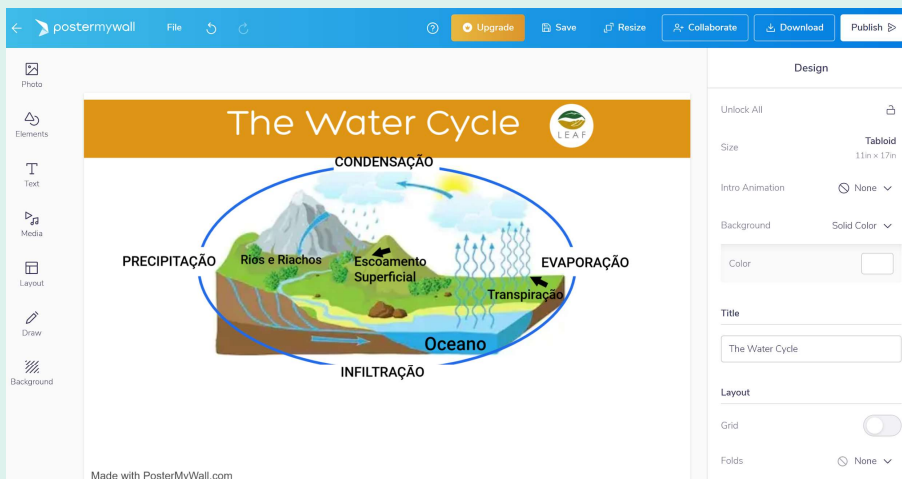 postermywall
File
Upgrade
Save
Resize
Collaborate
Download
Publish
Photo
Elements
Text
Media
Layout
Draw
Background
The Water Cycle
LEAF
CONDENSAÇÃO
PRECIPITAÇÃO
Rios e Riachos
Escoamento
Superficial
EVAPORAÇÃO
Transpiração
Oceano
INFILTRAÇÃO
Made with PosterMyWall.com
Design
Unlock All
Size
Tabloid
11in × 17in
Intro Animation
None
Background
Solid Color
Color
Title
The Water Cycle
Layout
Grid
Folds
None